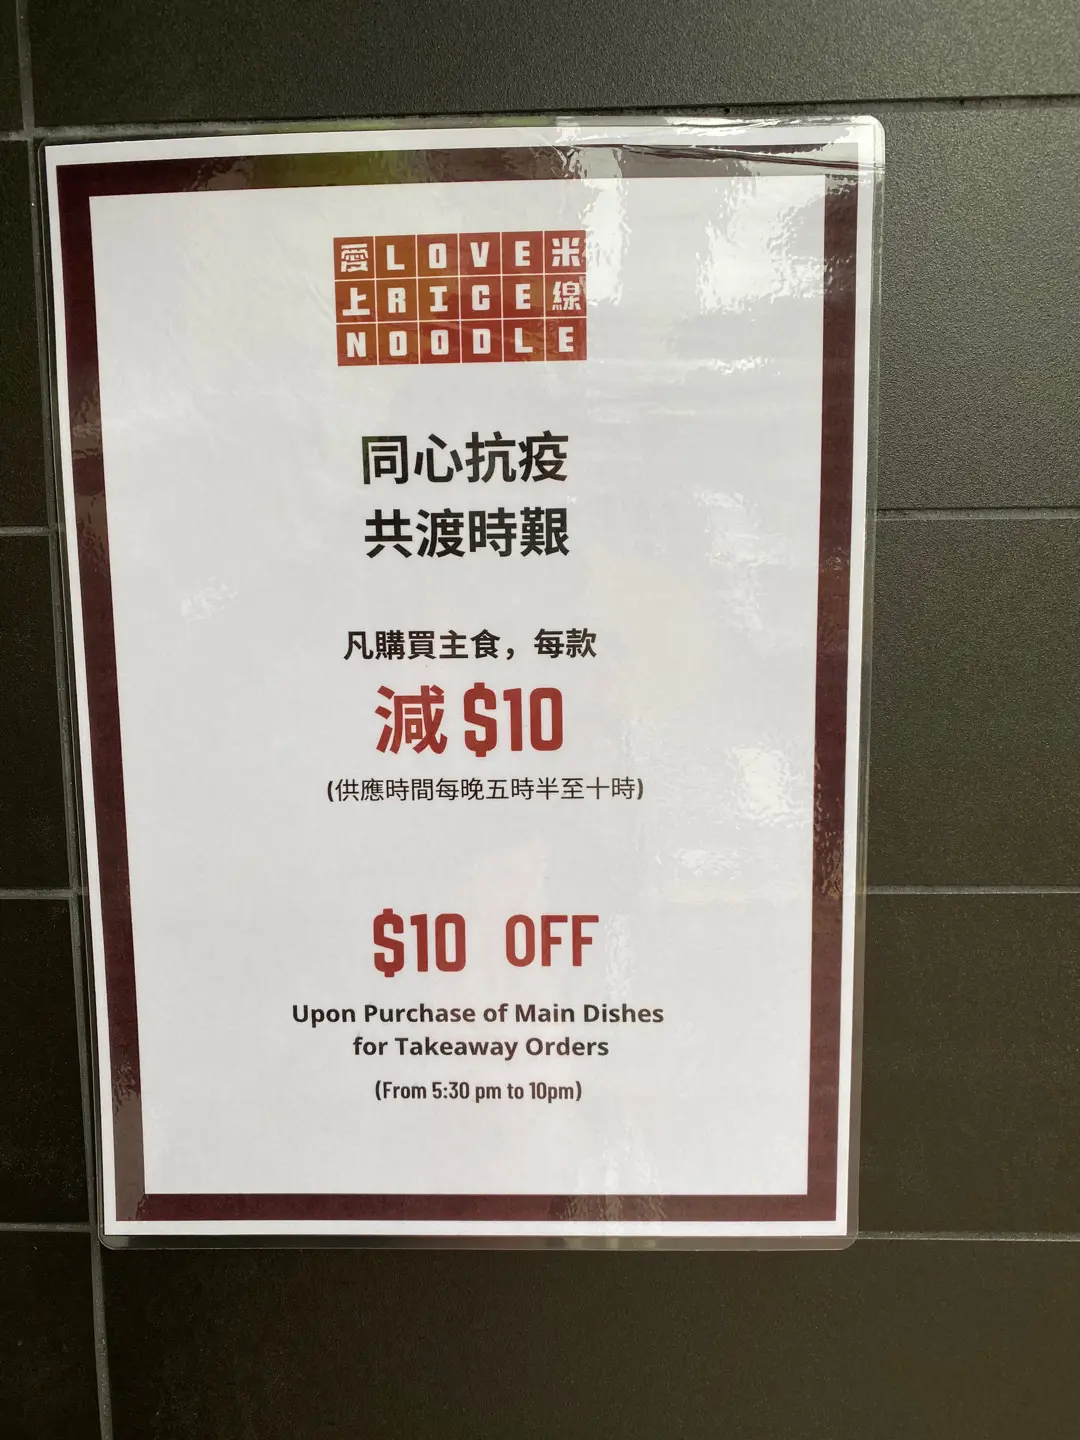 愛LOVE米
上RICE線
NOODLE
同心抗疫
共渡時艱
凡購買主食，每款
減 $10
(供應時間每晚五時半至十時)
$10 OFF
Upon Purchase of Main Dishes
for Takeaway Orders
(From 5:30 pm to 10pm)